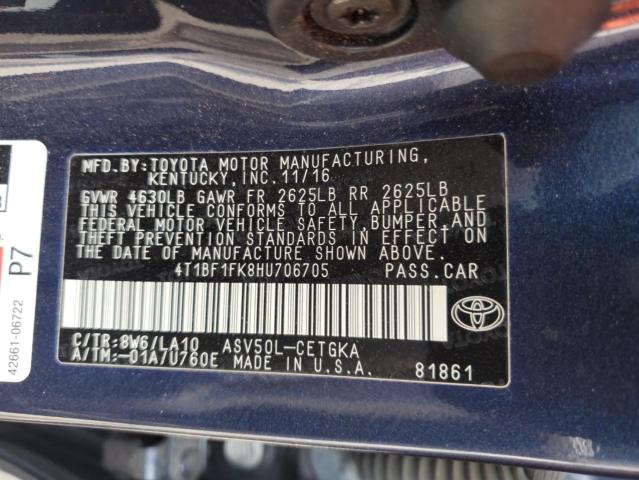 MFD.BY:TOYOTA MOTOR MANUFACTURING,
KENTUCKY,INC.11/16
GVWR 4630LB GAWR FR 2625LB RR 2625LB
THIS VEHICLE CONFORMS TO ALL APPLICABLE
FEDERAL MOTOR VEHICLE SAFETY,BUMPER,AND
THEFT PREVENTION STANDARDS IN EFFECT ON
THE DATE OF MANUFACTURE SHOWN ABOVE.
4T1BF1FK8HU706705 PASS.CAR
C/TR:8W6/LA10 ASV50L-CETGKA
A/TM:-01A/U760E MADE IN U.S.A. 81861
P7
42661-06722